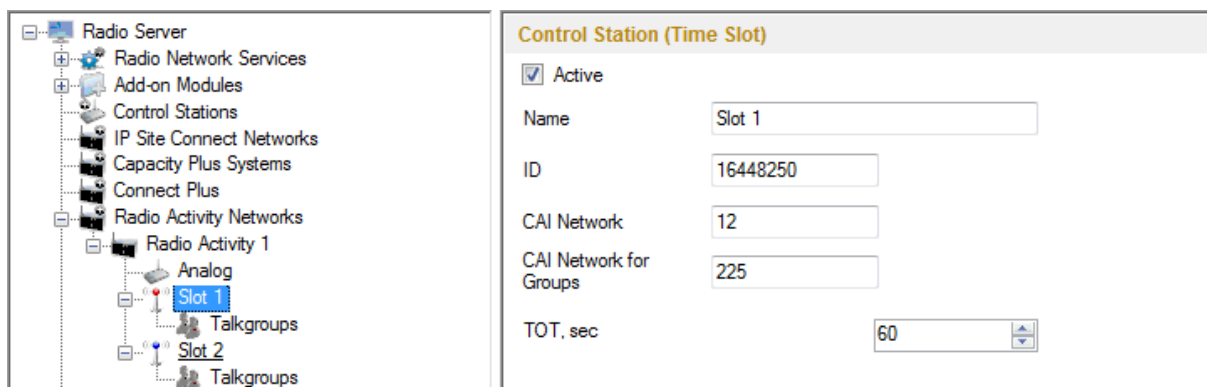 Radio Server
Radio Network Services
Add-on Modules
Control Stations
IP Site Connect Networks
Capacity Plus Systems
Connect Plus
Radio Activity Networks
Radio Activity 1
Analog
Slot 1
Talkgroups
Slot 2
Talkgroups
Control Station (Time Slot)
Active
Name Slot 1
ID 16448250
CAI Network 12
CAI Network for
Groups 225
TOT, sec 60